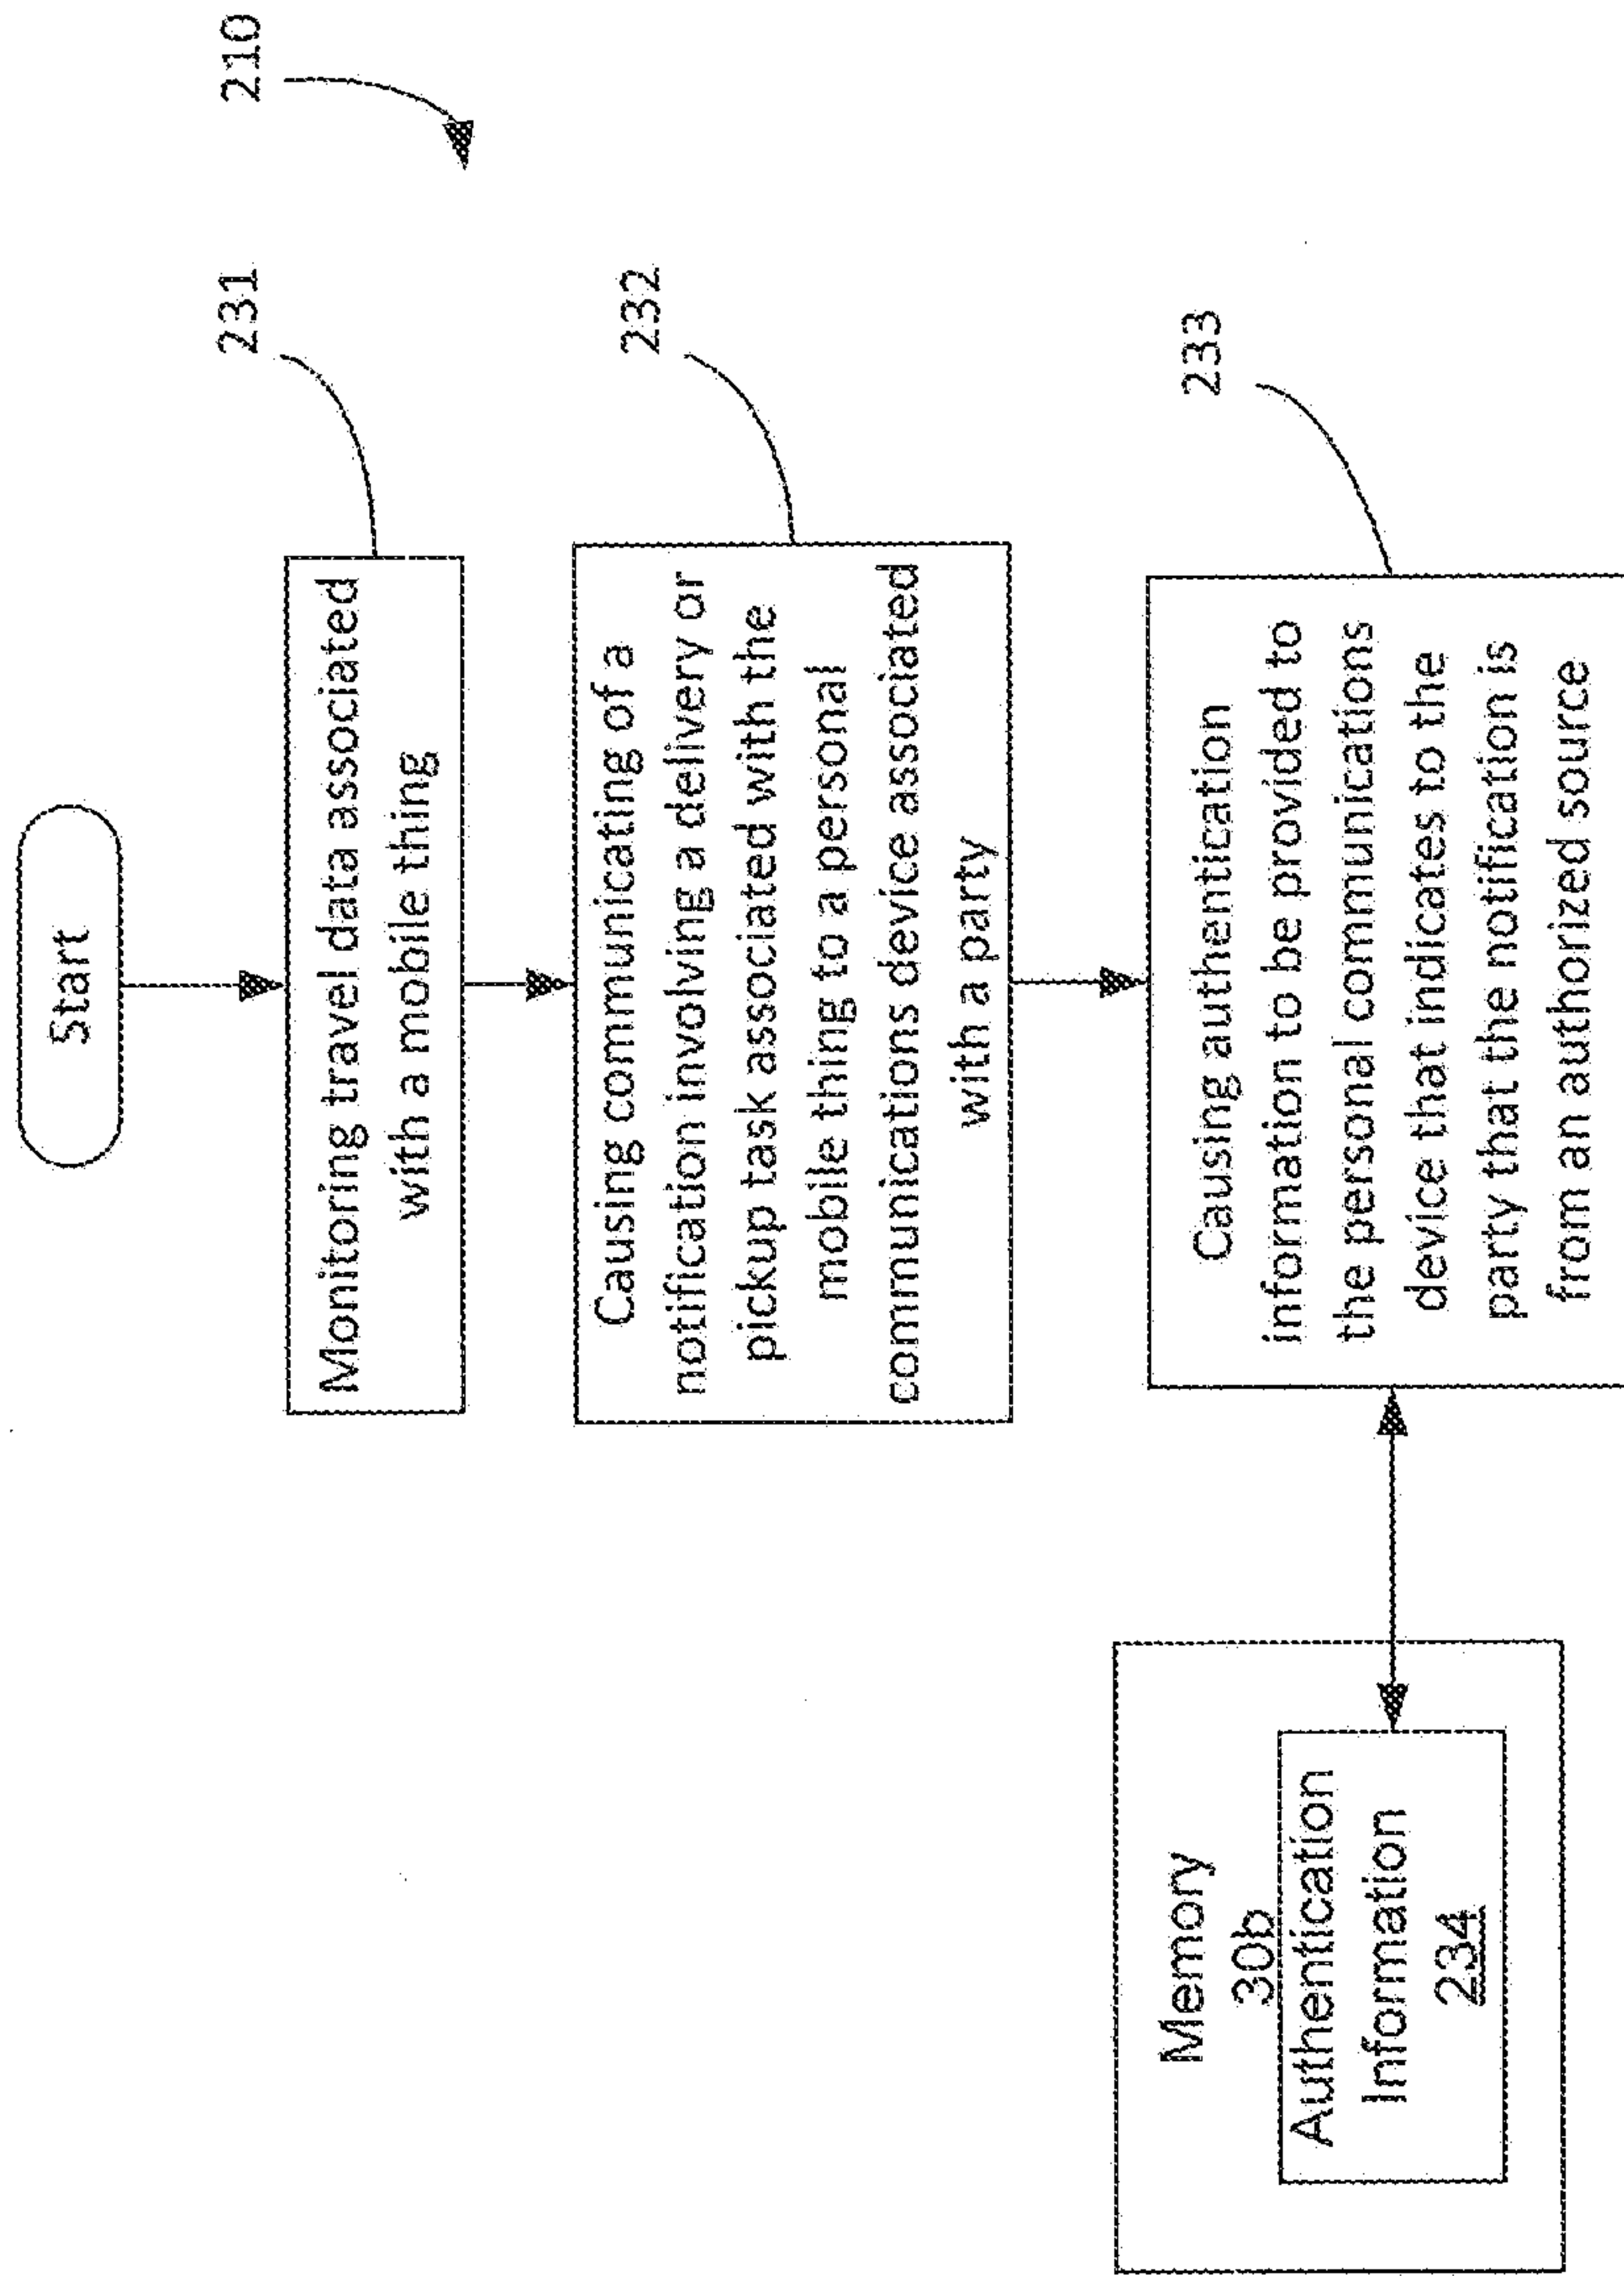 Start
210
231
Monitoring travel data associated
with a mobile thing
232
Causing communicating of a
notification involving a delivery or
pickup task associated with the
mobile thing to a personal
communications device associated
with a party
233
Causing authentication
information to be provided to
the personal communications
device that indicates to the
party that the notification is
from an authorized source
Memory
30b
Authentication
Information
234